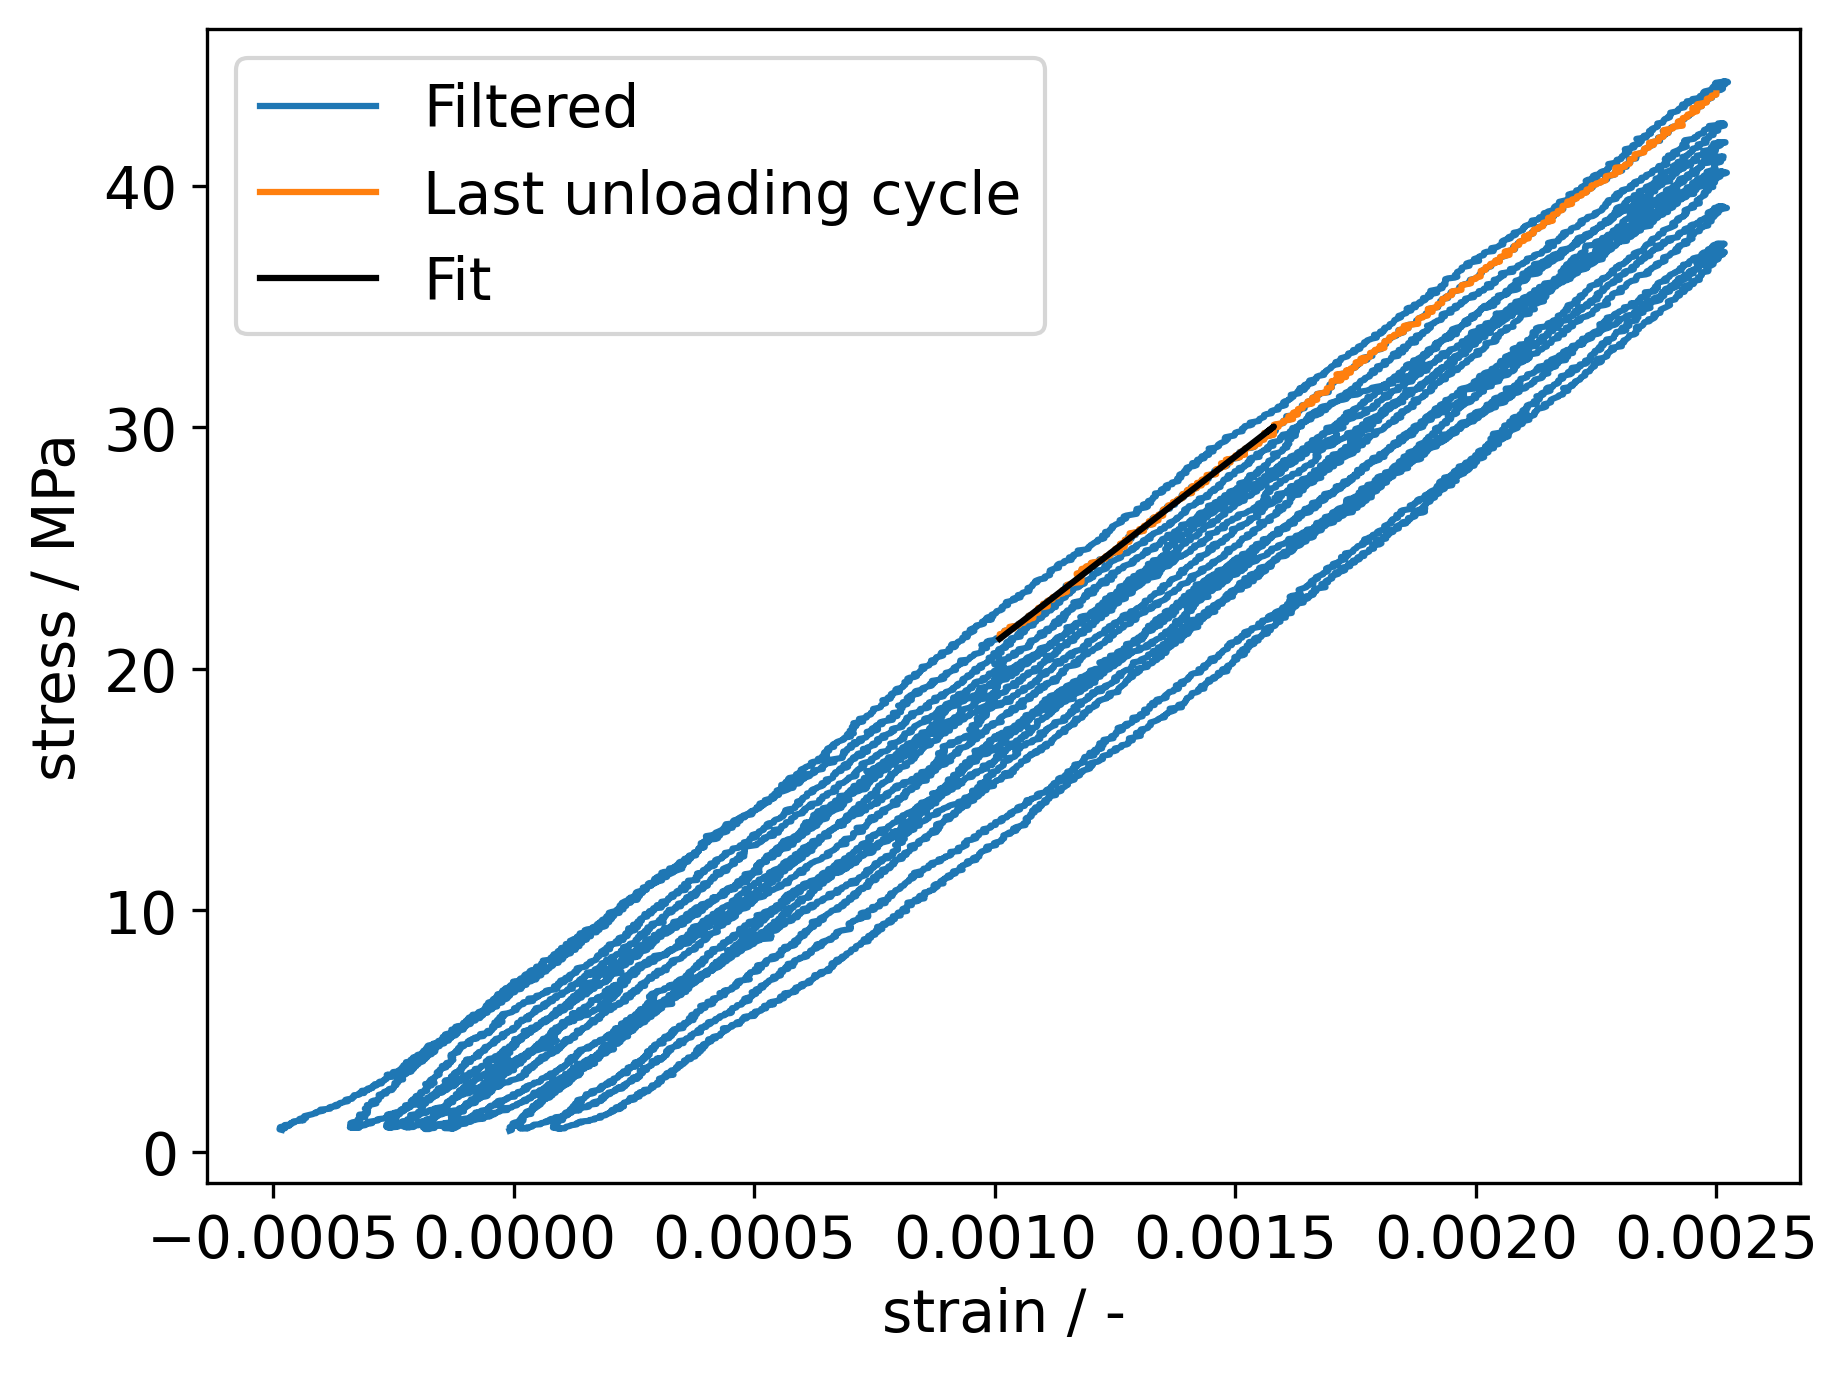 Filtered
Last unloading cycle
Fit
40
30
20
10
0
stress / MPa
−0.0005 0.0000 0.0005 0.0010 0.0015 0.0020 0.0025
strain / -